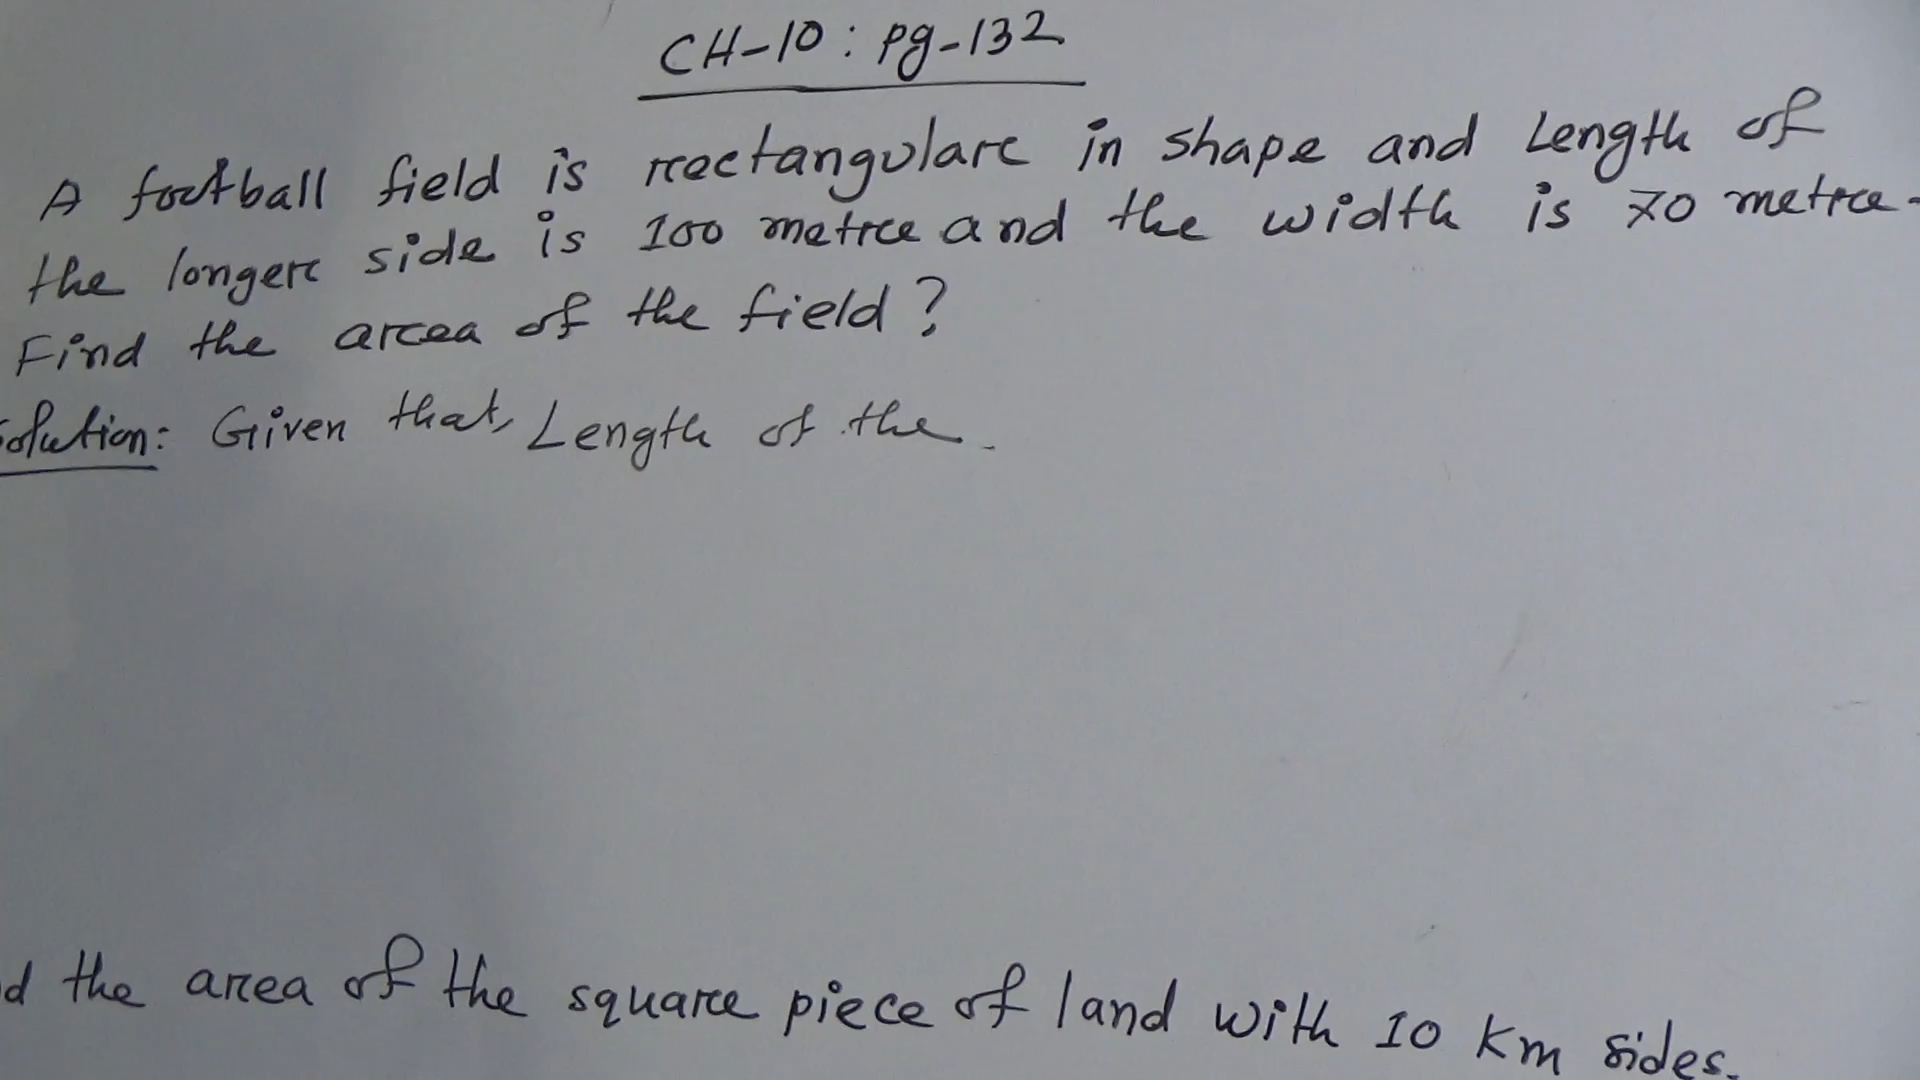 CH-10: pg-132
A football field is rectangular in shape and Length of
the longer side is 100 metre and the width is 70 metre.
Find the area of the field?
Solution: Given that, Length of the
d the area of the square piece of land with 10 km sides.